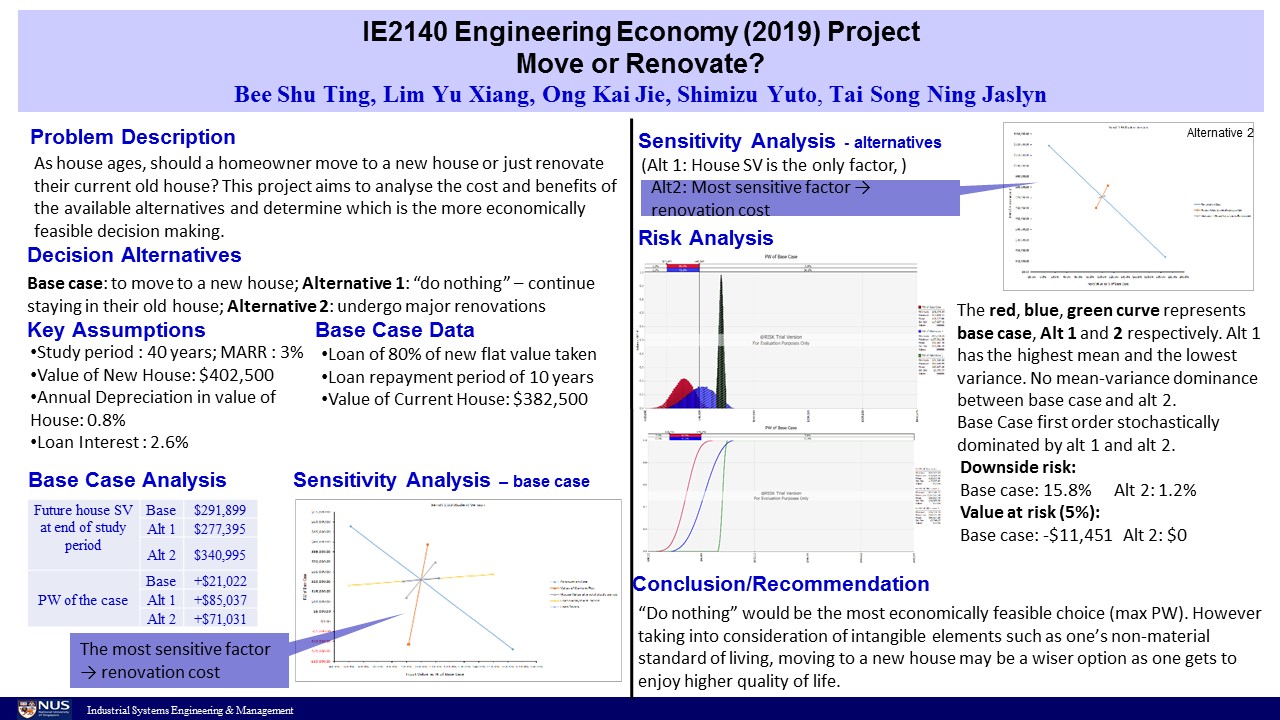 IE2140 Engineering Economy (2019) Project
Move or Renovate?
Bee Shu Ting, Lim Yu Xiang, Ong Kai Jie, Shimizu Yuto, Tai Song Ning Jaslyn
Problem Description
As house ages, should a homeowner move to a new house or just renovate
their current old house? This project aims to analyse the cost and benefits of
the available alternatives and determine which is the more economically
feasible decision making.
Decision Alternatives
Base case: to move to a new house; Alternative 1: “do nothing” – continue
staying in their old house; Alternative 2: undergo major renovations
Key Assumptions
•Study Period : 40 years MARR : 3%
•Value of New House:
•Annual Depreciation in value of
House: 0.8%
•Loan Interest : 2.6%
Base Case Data
•Loan of 80% of new flat value taken
•Loan repayment period of 10 years
•Value of Current House: $382,500
Base Case Analysis
Future house SV at end of study period
Base
Alt 1
Alt 2 $340,995
PW of the case
Base +$21,022
Alt 1 +$85,037
Alt 2 +$71,031
The most sensitive factor
→ renovation cost
Sensitivity Analysis – base case
Sensitivity Analysis - alternatives
(Alt 1: House SV is the only factor, )
Alt2: Most sensitive factor →
renovation cost
Alternative 2
Risk Analysis
PW of Base Case
@RISK Trial Version
For Evaluation Purposes Only
PW of Base Case
@RISK Trial Version
For Evaluation Purposes Only
The red, blue, green curve represents
base case, Alt 1 and 2 respectively. Alt 1
has the highest mean and the lowest
variance. No mean-variance dominance
between base case and alt 2.
Base Case first order stochastically
dominated by alt 1 and alt 2.
Downside risk:
Base case: 15.8% Alt 2: 1.2%
Value at risk (5%):
Base case: -$11,451 Alt 2: $0
Conclusion/Recommendation
“Do nothing” would be the most economically feasible choice (max PW). However
taking into consideration of intangible elements such as one’s non-material
standard of living, moving to a new house may be a wiser option as one gets to
enjoy higher quality of life.
NUS
National University
of Singapore
Industrial Systems Engineering & Management